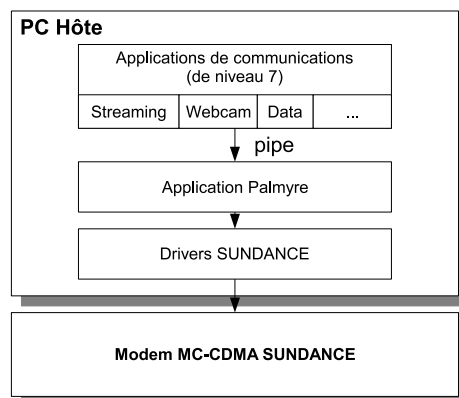 PC Hôte
Applications de communications
(de niveau 7)
Streaming Webcam Data ...
pipe
Application Palmyre
Drivers SUNDANCE
Modem MC-CDMA SUNDANCE